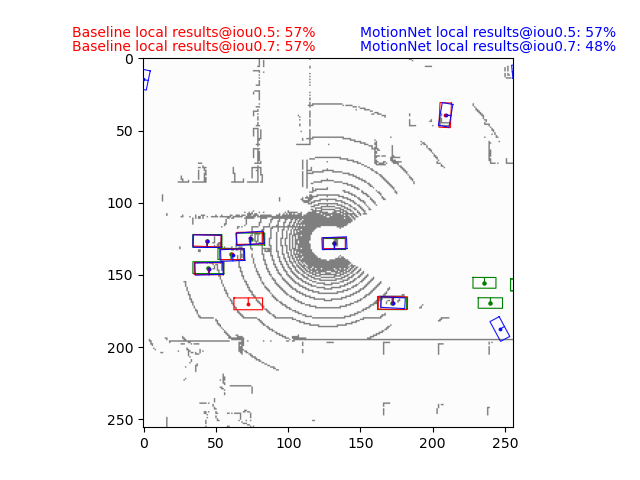 Baseline local results@iou0.5: 57% MotionNet local results@iou0.5: 57%
Baseline local results@iou0.7: 57% MotionNet local results@iou0.7: 48%
0
50
100
150
200
250
0 50 100 150 200 250